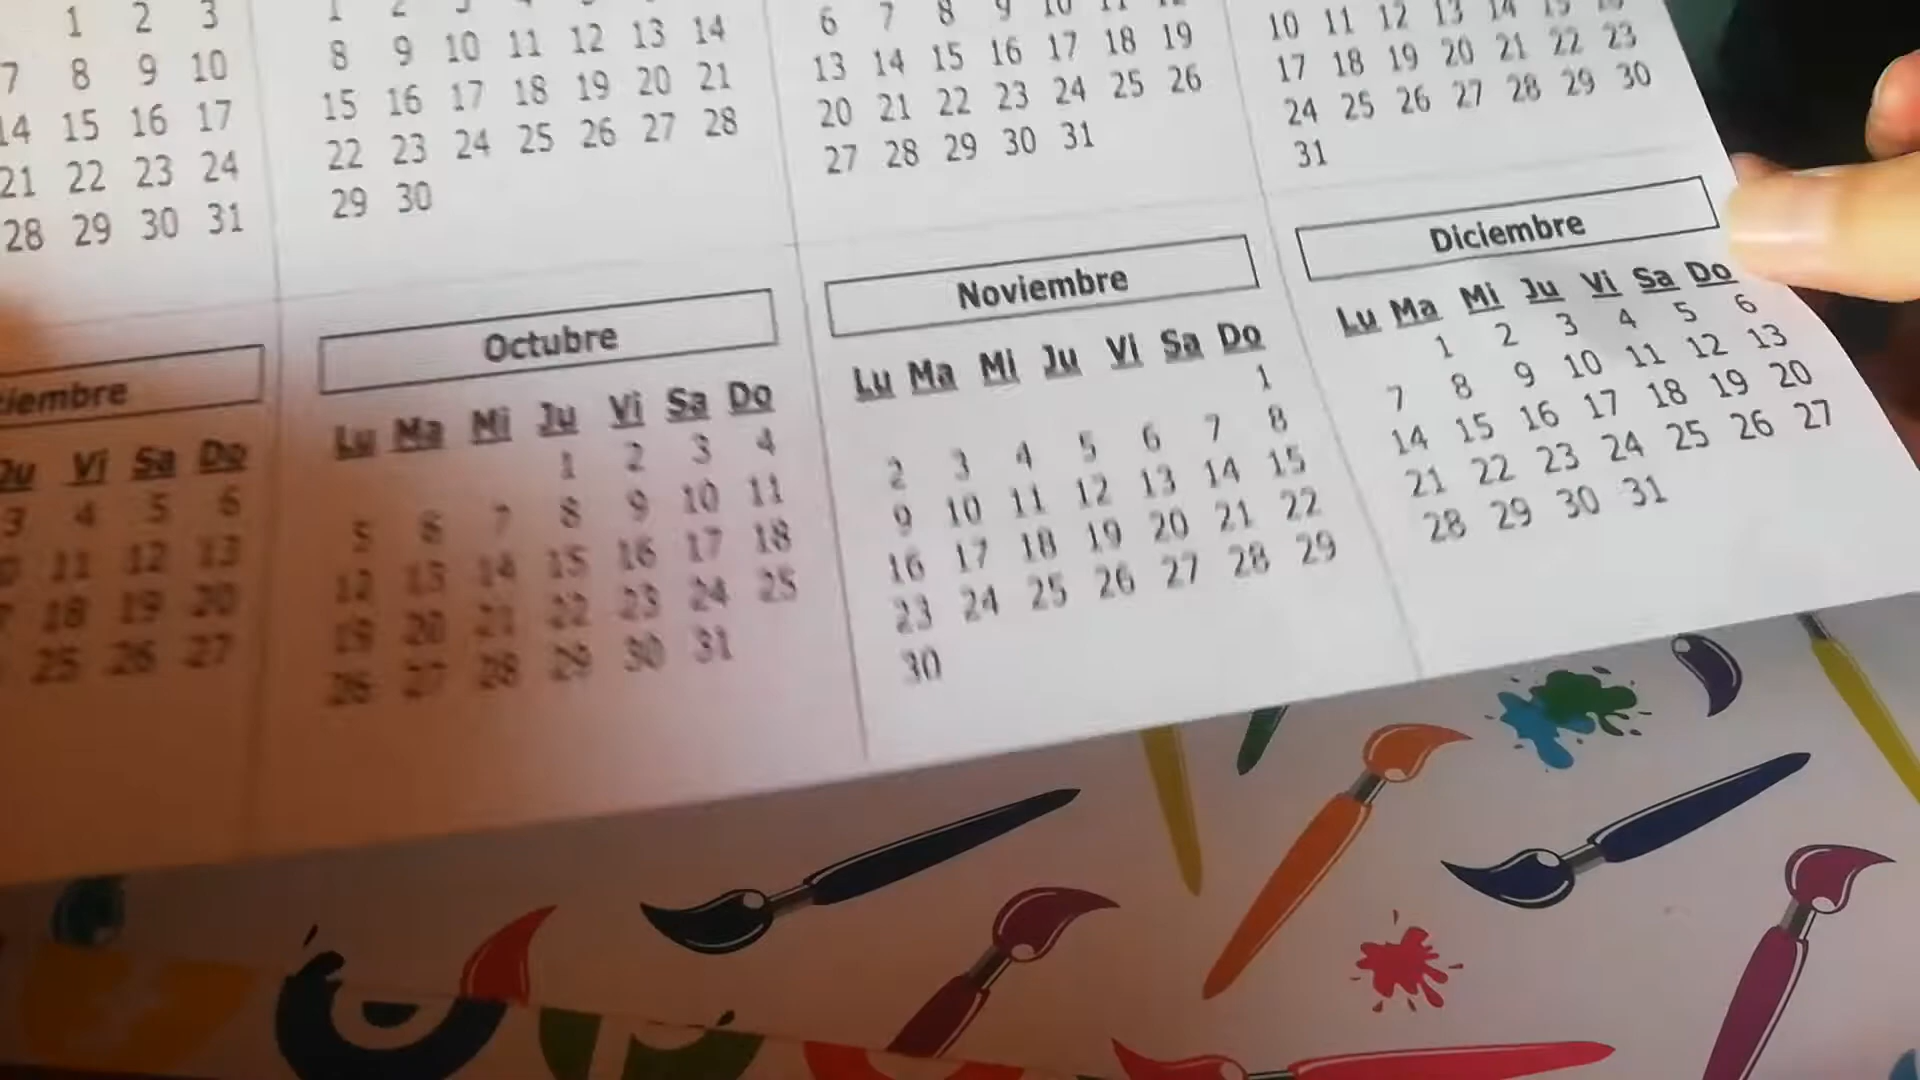 1 2 3
7 8 9 10
14 15 16 17
21 22 23 24
28 29 30 31
8 9 10 11 12 13 14
15 16 17 18 19 20 21
22 23 24 25 26 27 28
29 30
6 7 8 9 10
13 14 15 16 17 18 19
20 21 22 23 24 25 26
27 28 29 30 31
10 11 12 13 14 15
17 18 19 20 21 22 23
24 25 26 27 28 29 30
31
iembre
Ju Vi Sa Do
3 4 5 6
11 12 13
18 19 20
25 26 27
Octubre
Lu Ma Mi Ju Vi Sa Do
1 2 3 4
5 6 7 8 9 10 11
12 13 14 15 16 17 18
19 20 21 22 23 24 25
26 27 28 29 30 31
Noviembre
Lu Ma Mi Ju Vi Sa Do
1
2 3 4 5 6 7 8
9 10 11 12 13 14 15
16 17 18 19 20 21 22
23 24 25 26 27 28 29
30
Diciembre
Lu Ma Mi Ju Vi Sa Do
1 2 3 4 5 6
7 8 9 10 11 12 13
14 15 16 17 18 19 20
21 22 23 24 25 26 27
28 29 30 31